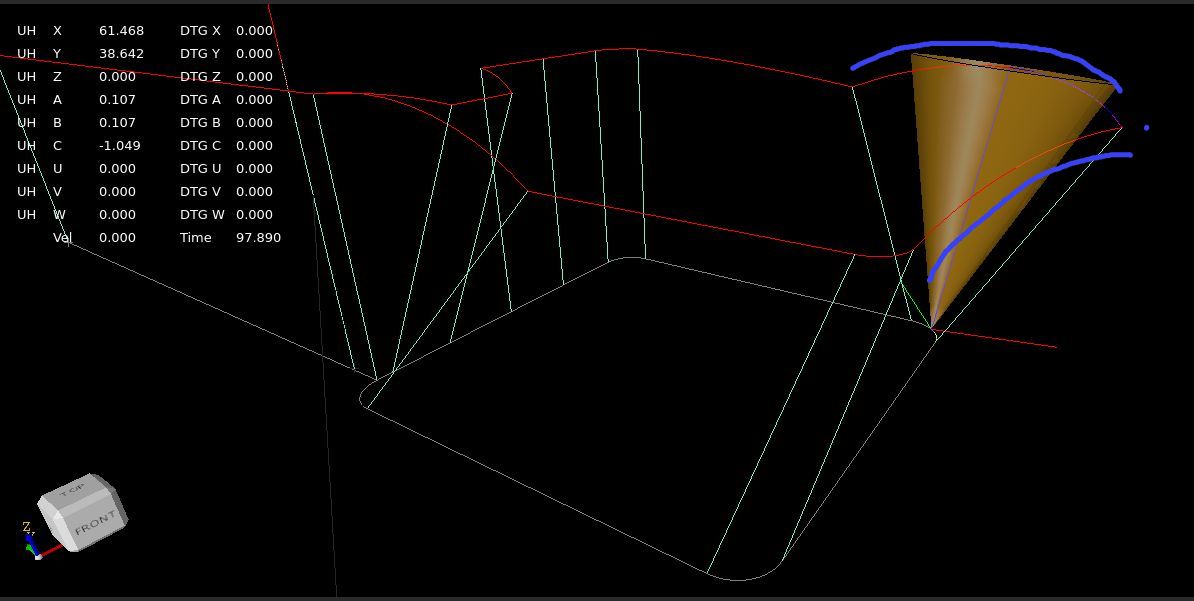 UH X 61.468 DTG X 0.000
UH Y 38.642 DTG Y 0.000
UH Z 0.000 DTG Z 0.000
UH A 0.107 DTG A 0.000
UH B 0.107 DTG B 0.000
UH C -1.049 DTG C 0.000
UH U 0.000 DTG U 0.000
UH V 0.000 DTG V 0.000
UH W 0.000 DTG W 0.000
Vel 0.000 Time 97.890
TOP
FRONT
Z